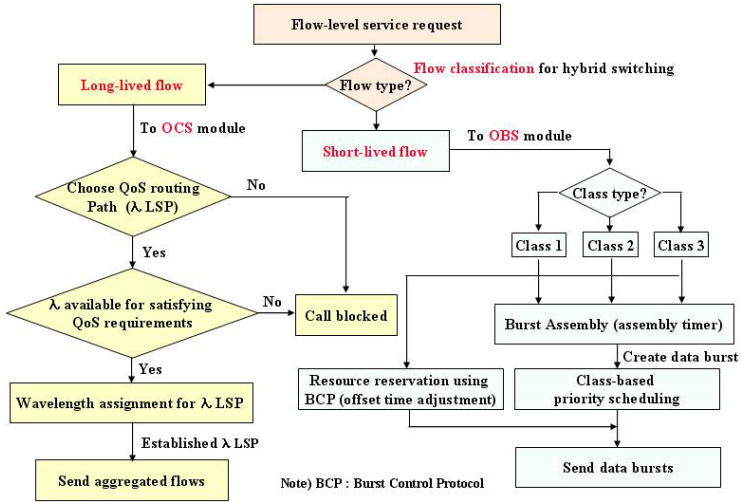 Flow-level service request
Flow classification for hybrid switching
Long-lived flow
Flow type?
To OCS module
Short-lived flow
To OBS module
Choose QoS routing
Path (λ LSP)
No
Class type?
Yes
Class 1
Class 2
Class 3
λ available for satisfying
QoS requirements
No
Call blocked
Burst Assembly (assembly timer)
Yes
Create data burst
Wavelength assignment for λ LSP
Resource reservation using
BCP (offset time adjustment)
Class-based
priority scheduling
Established λ LSP
Send aggregated flows
Note) BCP : Burst Control Protocol
Send data bursts